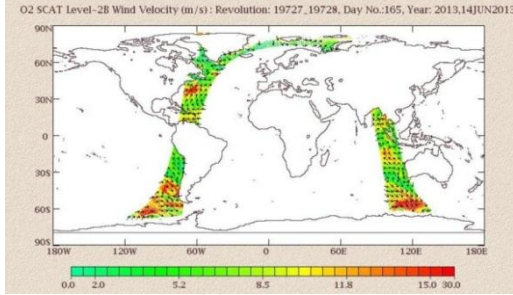 O2 SCAT Level-2B Wind Velocity (m/s) : Revolution: 19727_19728, Day No.:165, Year: 2013,14JUN2013
90N
60N
30N
0
30S
60S
90S
180W 120W 60W 0 60E 120E 180E
0.0 2.0 5.2 8.5 11.8 15.0 30.0